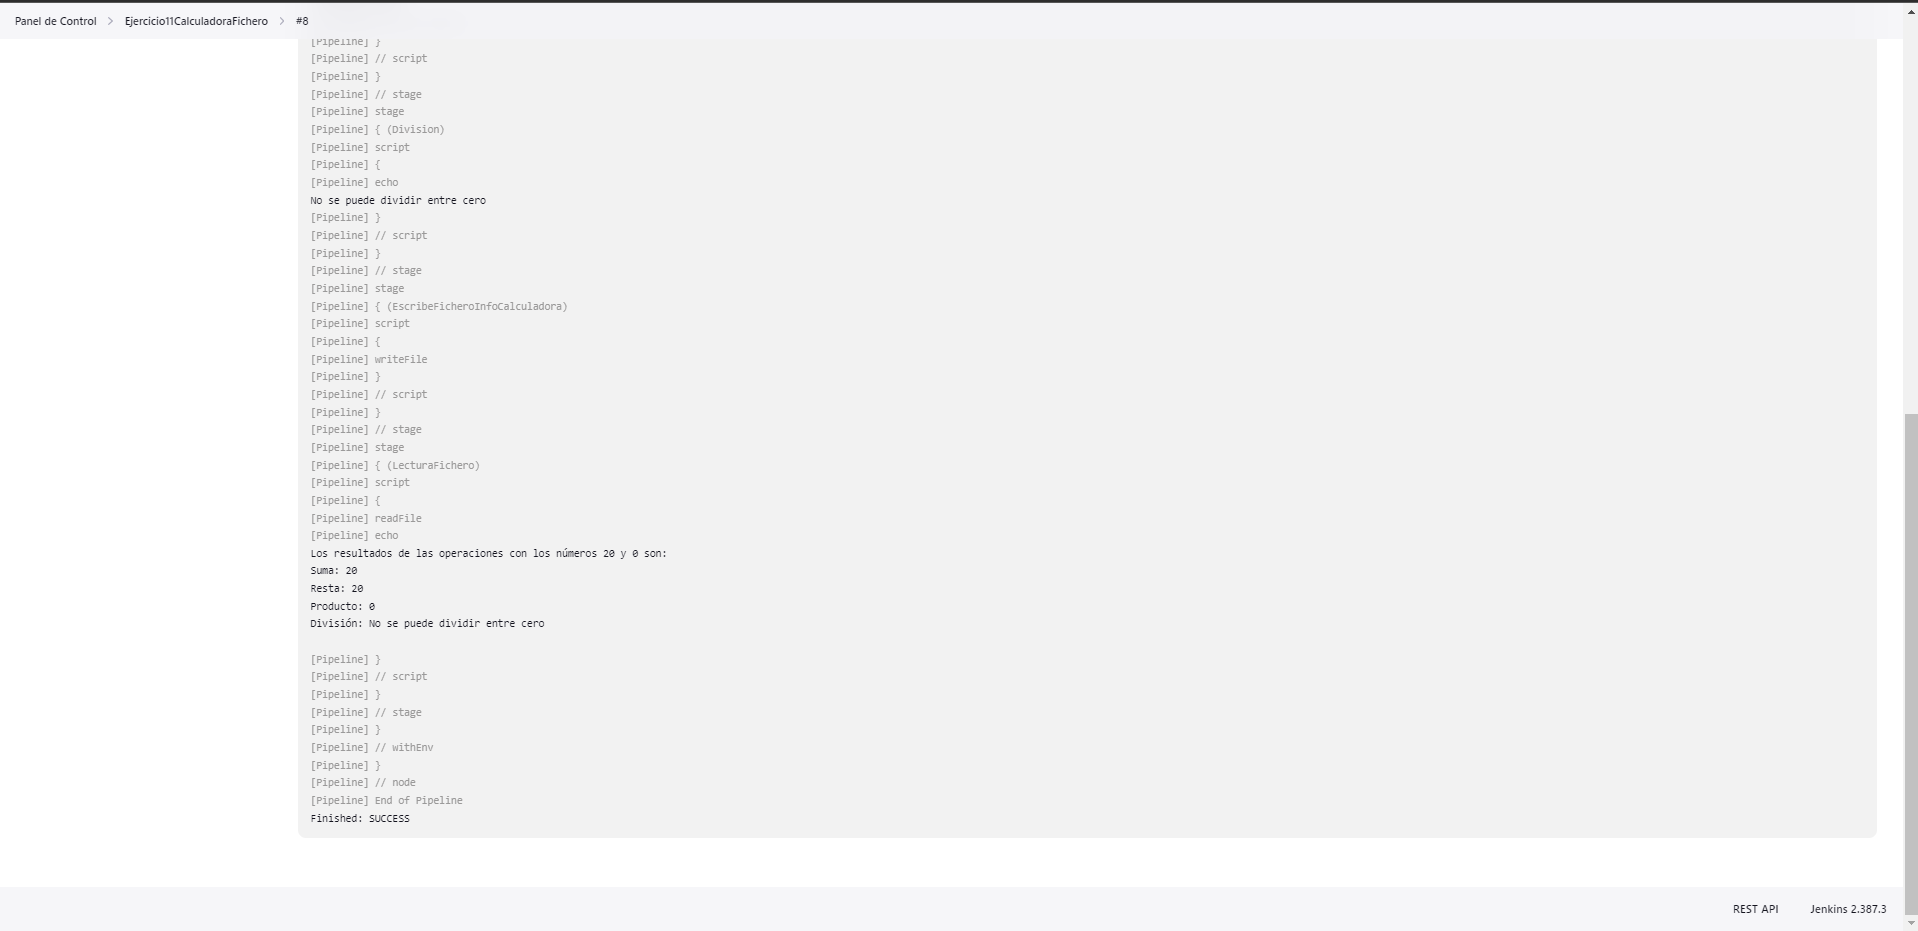 Panel de Control > Ejercicio11CalculadoraFichero > #8
[Pipeline] }
[Pipeline] // script
[Pipeline] }
[Pipeline] // stage
[Pipeline] stage
[Pipeline] { (Division)
[Pipeline] script
[Pipeline] {
[Pipeline] echo
No se puede dividir entre cero
[Pipeline] }
[Pipeline] // script
[Pipeline] }
[Pipeline] // stage
[Pipeline] stage
[Pipeline] { (EscribeFicheroInfoCalculadora)
[Pipeline] script
[Pipeline] {
[Pipeline] writeFile
[Pipeline] }
[Pipeline] // script
[Pipeline] }
[Pipeline] // stage
[Pipeline] stage
[Pipeline] { (LecturaFichero)
[Pipeline] script
[Pipeline] {
[Pipeline] readFile
[Pipeline] echo
Los resultados de las operaciones con los números 20 y 0 son:
Suma: 20
Resta: 20
Producto: 0
División: No se puede dividir entre cero
[Pipeline] }
[Pipeline] // script
[Pipeline] }
[Pipeline] // stage
[Pipeline] }
[Pipeline] // withEnv
[Pipeline] }
[Pipeline] // node
[Pipeline] End of Pipeline
Finished: SUCCESS
REST API Jenkins 2.387.3